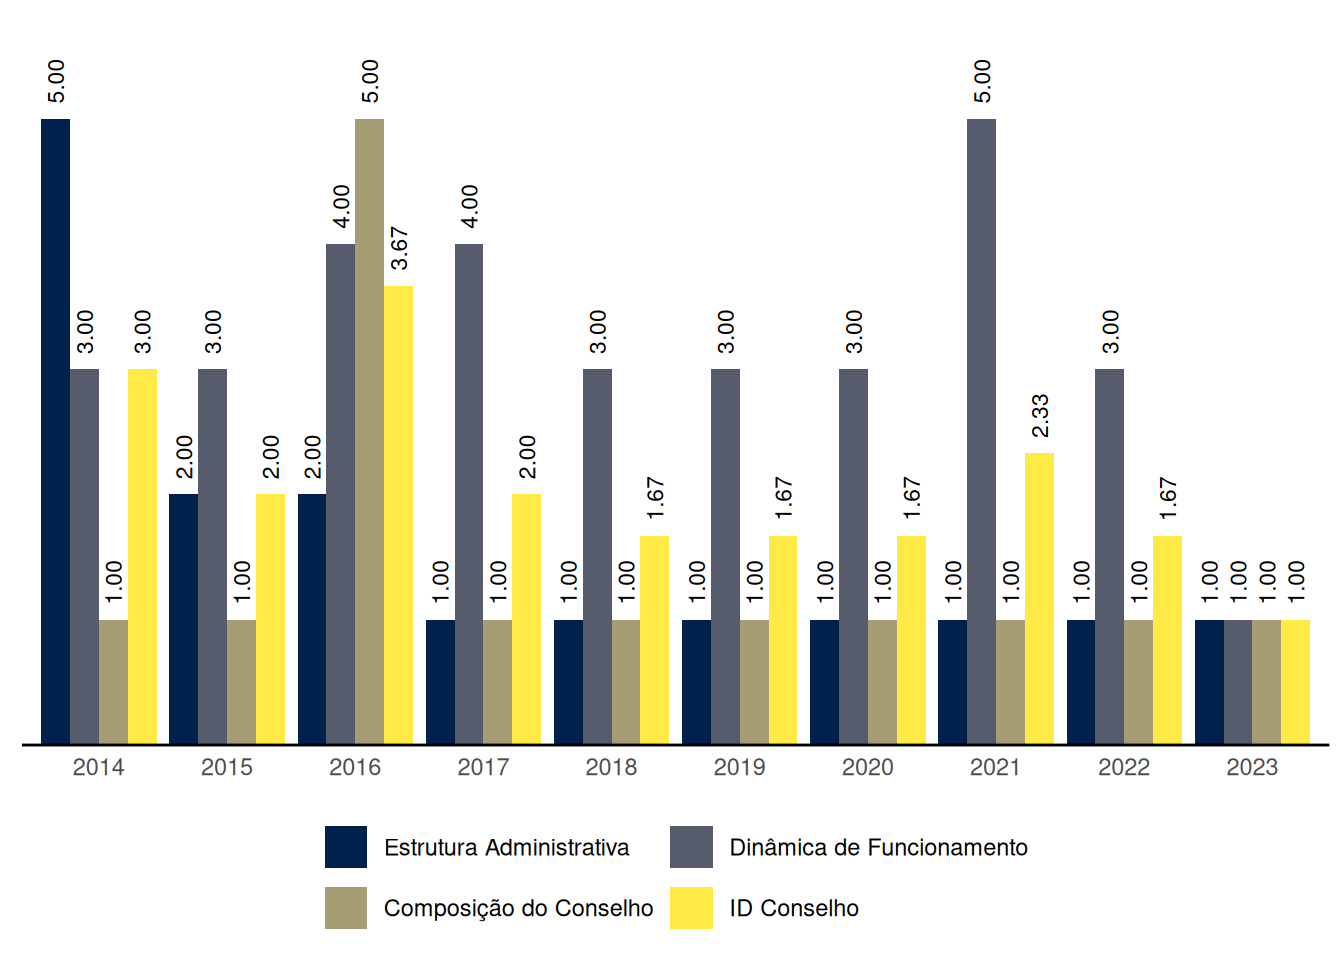 5.00 3.00 1.00 3.00 2.00 3.00 1.00 2.00 2.00 4.00 5.00 3.67 1.00 4.00 1.00 2.00 1.00 3.00 1.00 1.67 1.00 3.00 1.00 1.67 1.00 3.00 1.00 1.67 1.00 5.00 1.00 2.33 1.00 3.00 1.00 1.67 1.00 1.00 1.00 1.00
2014 2015 2016 2017 2018 2019 2020 2021 2022 2023
Estrutura Administrativa Dinâmica de Funcionamento
Composição do Conselho ID Conselho